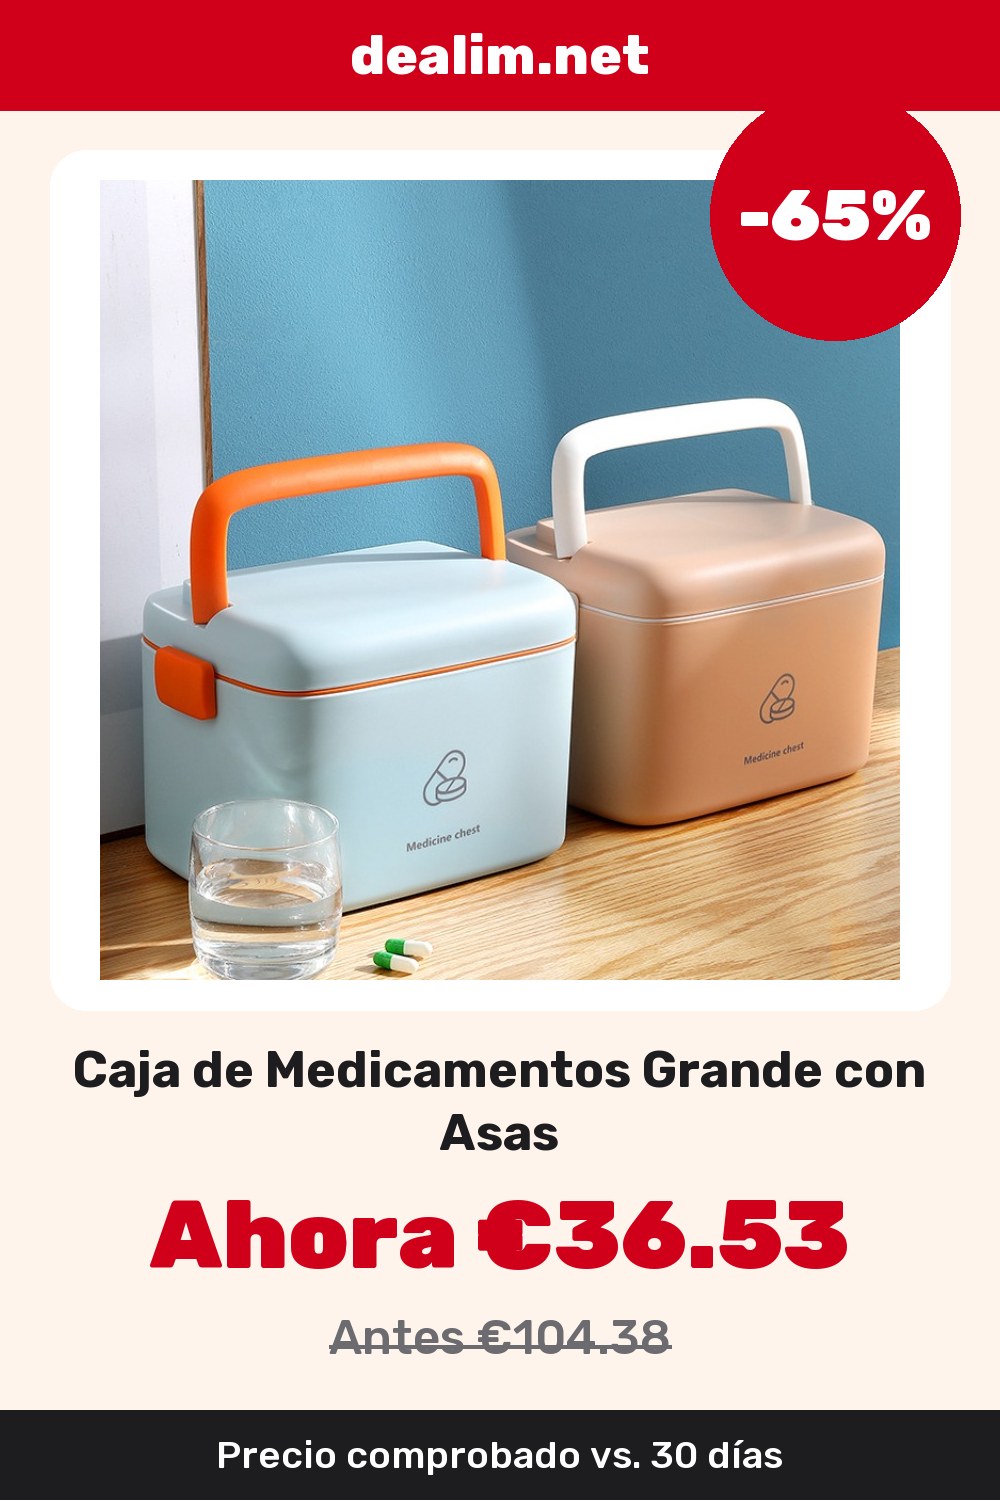 dealim.net
-65%
Medicine chest
Medicine chest
Caja de Medicamentos Grande con
Asas
Ahora €36.53
Antes €104.38
Precio comprobado vs. 30 días